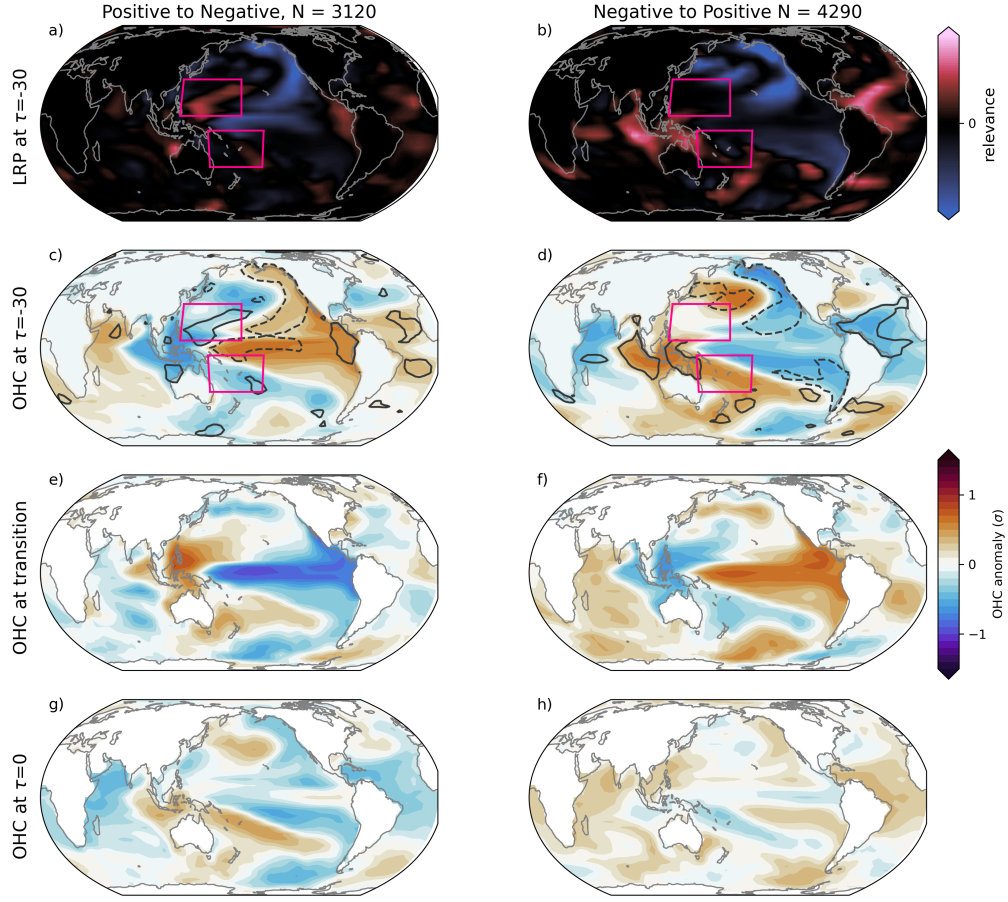 Positive to Negative, N = 3120
Negative to Positive N = 4290
a)
b)
LRP at τ=-30
0
relevance
c)
d)
OHC at τ=-30
e)
f)
OHC at transition
1
0
−1
OHC anomaly (σ)
g)
h)
OHC at τ=0